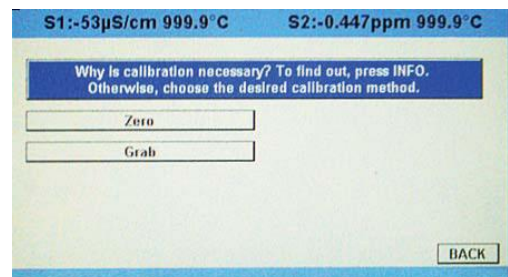 S1:-53µS/cm 999.9°C S2:-0.447ppm 999.9°C
Why is calibration necessary? To find out, press INFO.
Otherwise, choose the desired calibration method.
Zero
Grab
BACK